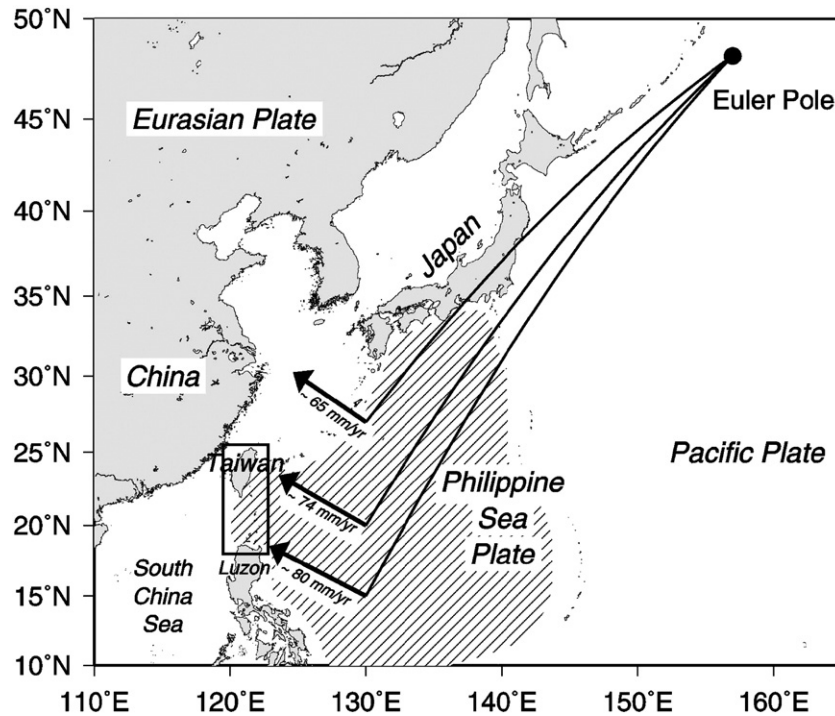 50˚N
45˚N
40˚N
35˚N
30˚N
25˚N
20˚N
15˚N
10˚N
Euler Pole
Eurasian Plate
Japan
China
~ 65 mm/yr
Taiwan
Pacific Plate
~ 74 mm/yr
Philippine
Sea
Plate
South
China
Sea
Luzon
~ 80 mm/yr
110˚E
120˚E
130˚E
140˚E
150˚E
160˚E